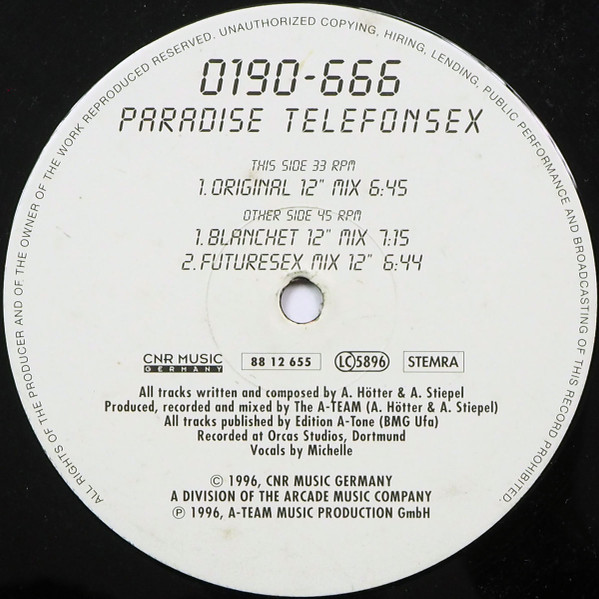 ALL RIGHTS OF THE PRODUCER AND OF THE OWNER OF THE WORK REPRODUCED RESERVED. UNAUTHORIZED COPYING, HIRING, LENDING, PUBLIC PERFORMANCE AND BROADCASTING OF THIS RECORD PROHIBITED.
0190-666
PARADISE TELEFONSEX
THIS SIDE 33 RPM
1. ORIGINAL 12" MIX 6:45
OTHER SIDE 45 RPM
1. BLANCHET 12" MIX 7:15
2. FUTURESEX MIX 12" 6:44
CNR MUSIC
GERMANY
88 12 655
LC 5896
STEMRA
All tracks written and composed by A. Hötter & A. Stiepel
Produced, recorded and mixed by The A-TEAM (A. Hötter & A. Stiepel)
All tracks published by Edition A-Tone (BMG Ufa)
Recorded at Orcas Studios, Dortmund
Vocals by Michelle
© 1996, CNR MUSIC GERMANY
A DIVISION OF THE ARCADE MUSIC COMPANY
℗ 1996, A-TEAM MUSIC PRODUCTION GmbH